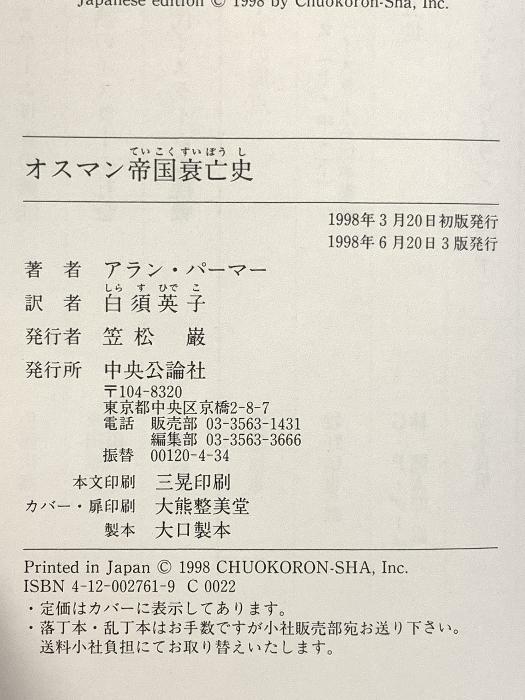 Japanese edition © 1998 by Chuokoron-Sha, Inc.
ていこくすいぼうし
オスマン帝国衰亡史
1998年3月20日初版発行
1998年6月20日3版発行
著者 アラン・パーマー
しらすひでこ
訳者 白須英子
発行者 笠松 巌
発行所 中央公論社
〒104-8320
東京都中央区京橋2-8-7
電話 販売部 03-3563-1431
編集部 03-3563-3666
振替 00120-4-34
本文印刷 三晃印刷
カバー・扉印刷 大熊整美堂
製本 大口製本
Printed in Japan © 1998 CHUOKORON-SHA, Inc.
ISBN 4-12-002761-9 C 0022
・定価はカバーに表示してあります。
・落丁本・乱丁本はお手数ですが小社販売部宛お送り下さい。
送料小社負担にてお取り替えいたします。